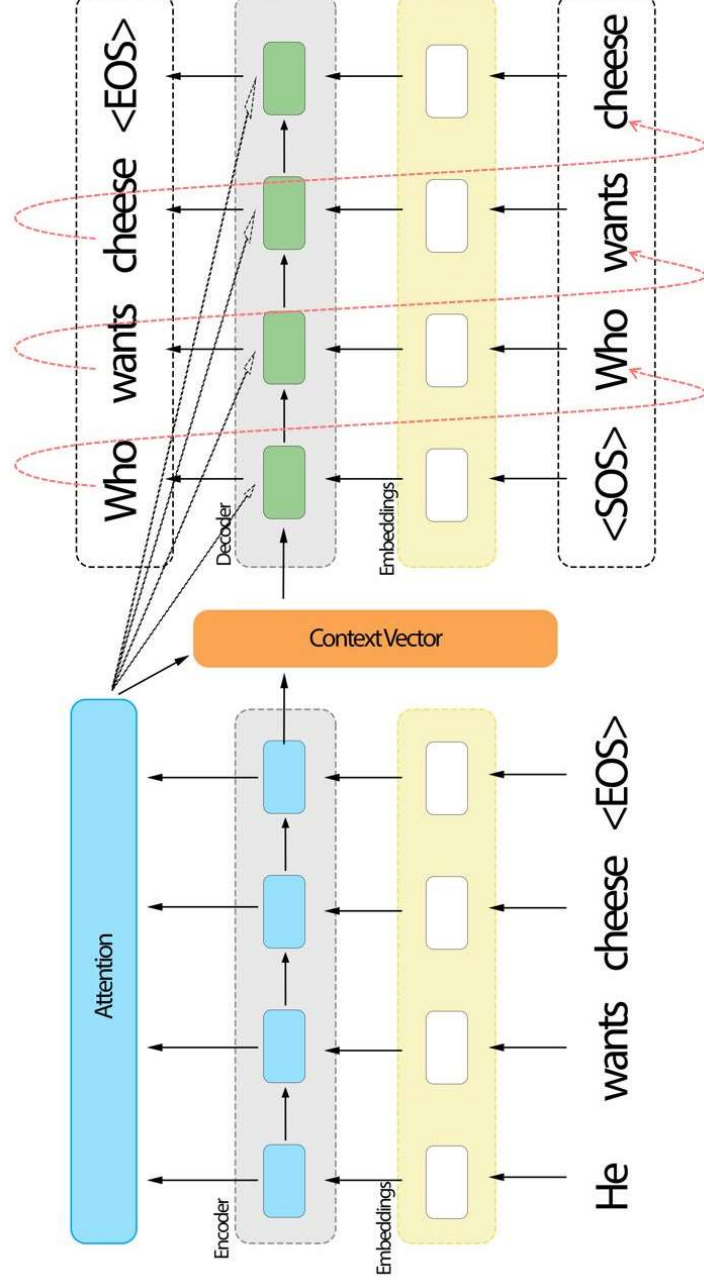 Who wants cheese <EOS>
Attention
Decoder
Encoder
Context Vector
Embeddings
Embeddings
He wants cheese <EOS>
<SOS> Who wants cheese